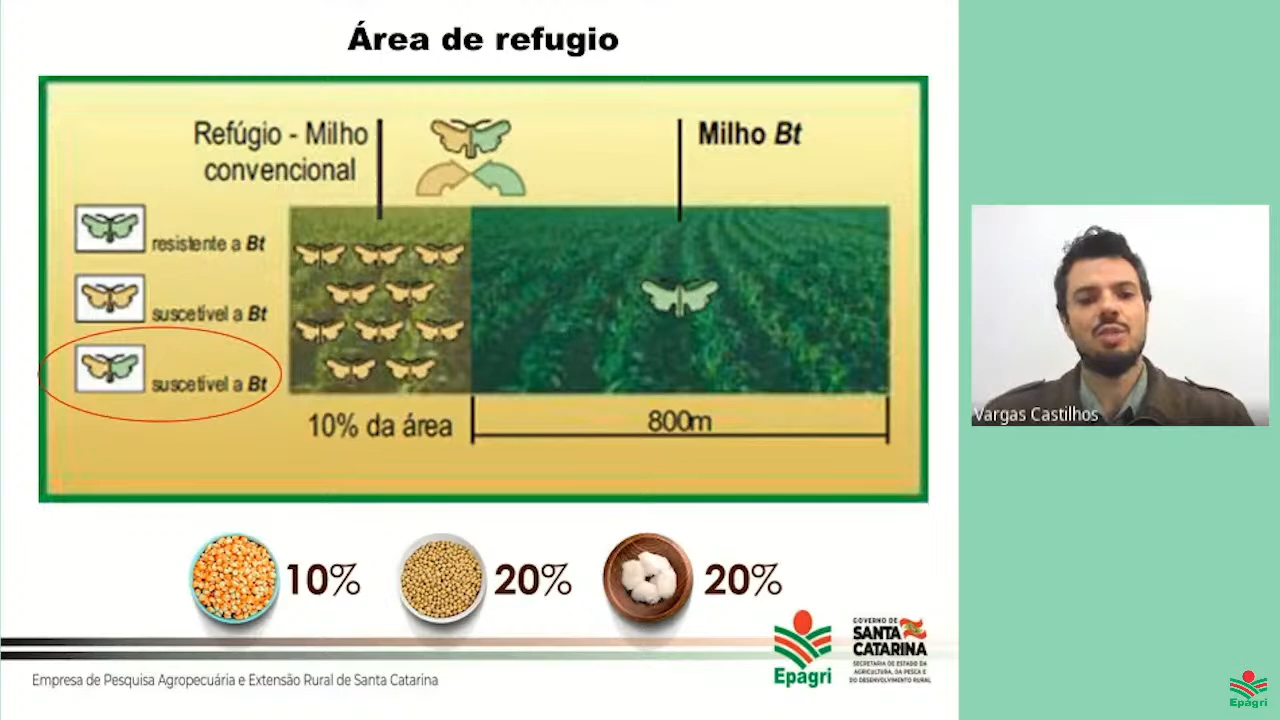 Área de refugio
Refúgio - Milho
convencional
Milho Bt
resistente a Bt
suscetível a Bt
suscetível a Bt
10% da área
800m
10%
20%
20%
Epagri
GOVERNO DE
SANTA
CATARINA
SECRETARIA DE ESTADO DA
AGRICULTURA, DA PESCA E
DO DESENVOLVIMENTO RURAL
Empresa de Pesquisa Agropecuária e Extensão Rural de Santa Catarina
Vargas Castilhos
Epagri